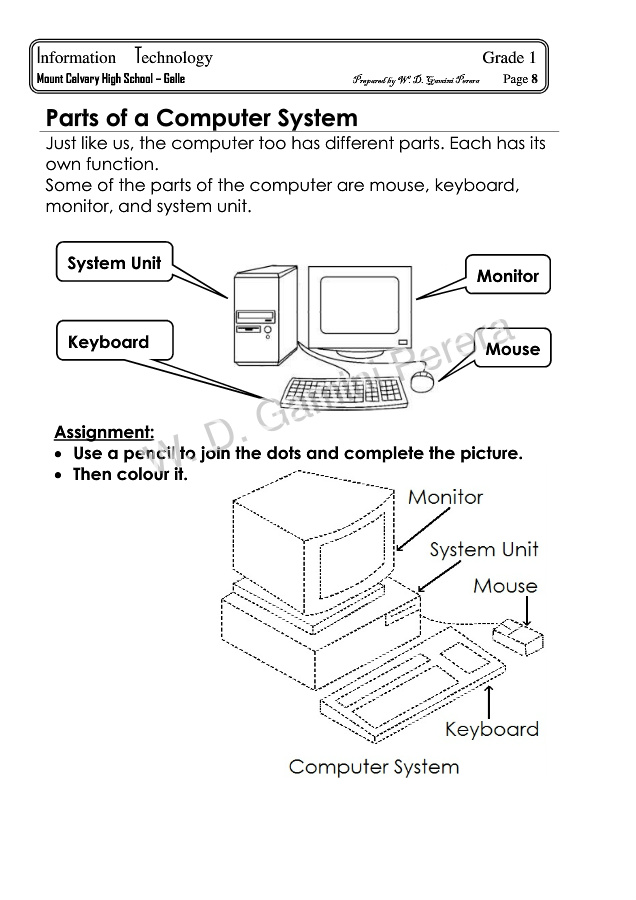 Information Technology Grade 1
Mount Calvary High School – Galle Prepared by W. D. Gamini Perera Page 8
Parts of a Computer System
Just like us, the computer too has different parts. Each has its
own function.
Some of the parts of the computer are mouse, keyboard,
monitor, and system unit.
System Unit
Monitor
Keyboard
Mouse
W. D. Gamini Perera
Assignment:
• Use a pencil to join the dots and complete the picture.
• Then colour it.
Monitor
System Unit
Mouse
Keyboard
Computer System